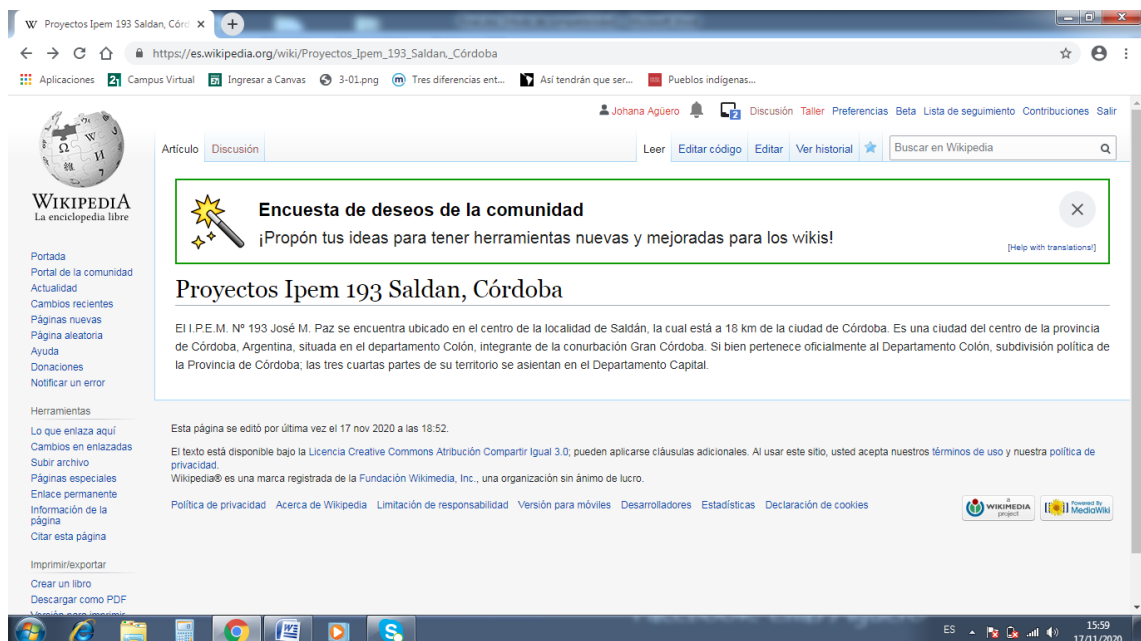 Proyectos Ipem 193 Saldan, Córd
https://es.wikipedia.org/wiki/Proyectos_Ipem_193_Saldan,_Córdoba
Aplicaciones Campus Virtual Ingresar a Canvas 3-01.png Tres diferencias ent... Así tendrán que ser... Pueblos indígenas...
Johana Agüero 2 Discusión Taller Preferencias Beta Lista de seguimiento Contribuciones Salir
Artículo Discusión Leer Editar código Editar Ver historial Buscar en Wikipedia
WIKIPEDIA
La enciclopedia libre
Portada
Portal de la comunidad
Actualidad
Cambios recientes
Páginas nuevas
Página aleatoria
Ayuda
Donaciones
Notificar un error
Herramientas
Lo que enlaza aquí
Cambios en enlazadas
Subir archivo
Páginas especiales
Enlace permanente
Información de la
página
Citar esta página
Imprimir/exportar
Crear un libro
Descargar como PDF
Versión para imprimir
Encuesta de deseos de la comunidad
¡Propón tus ideas para tener herramientas nuevas y mejoradas para los wikis!
[Help with translations!]
Proyectos Ipem 193 Saldan, Córdoba
El I.P.E.M. Nº 193 José M. Paz se encuentra ubicado en el centro de la localidad de Saldán, la cual está a 18 km de la ciudad de Córdoba. Es una ciudad del centro de la provincia
de Córdoba, Argentina, situada en el departamento Colón, integrante de la conurbación Gran Córdoba. Si bien pertenece oficialmente al Departamento Colón, subdivisión política de
la Provincia de Córdoba; las tres cuartas partes de su territorio se asientan en el Departamento Capital.
Esta página se editó por última vez el 17 nov 2020 a las 18:52.
El texto está disponible bajo la Licencia Creative Commons Atribución Compartir Igual 3.0; pueden aplicarse cláusulas adicionales. Al usar este sitio, usted acepta nuestros términos de uso y nuestra política de
privacidad.
Wikipedia® es una marca registrada de la Fundación Wikimedia, Inc., una organización sin ánimo de lucro.
Política de privacidad Acerca de Wikipedia Limitación de responsabilidad Versión para móviles Desarrolladores Estadísticas Declaración de cookies
a
WIKIMEDIA
project
Powered By
MediaWiki
ES
15:59
17/11/2020